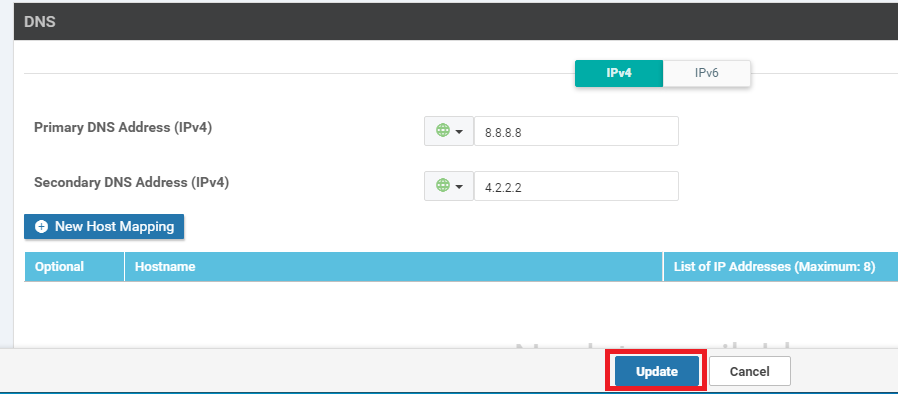 DNS
IPv4 IPv6
Primary DNS Address (IPv4) 8.8.8.8
Secondary DNS Address (IPv4) 4.2.2.2
New Host Mapping
Optional Hostname List of IP Addresses (Maximum: 8)
Update Cancel